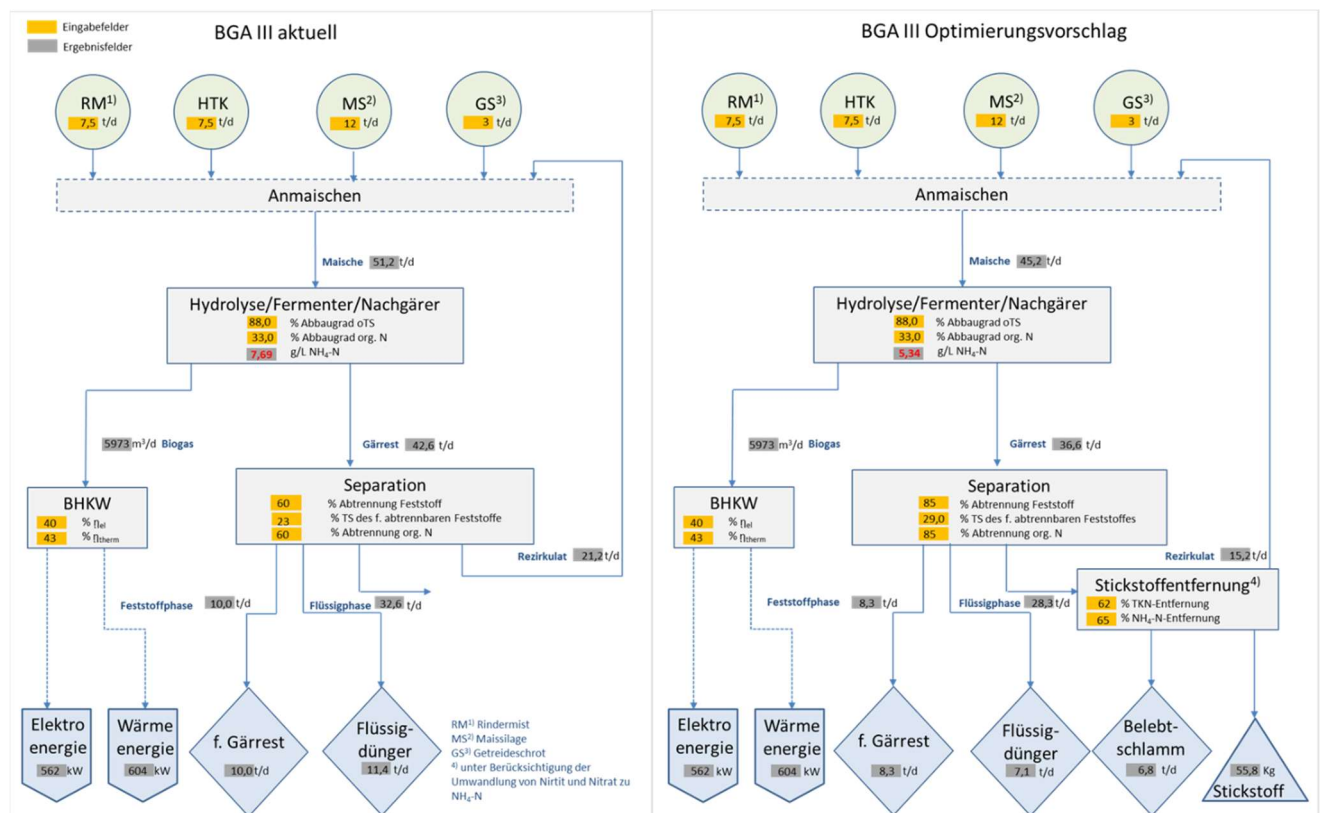 Eingabefelder
Ergebnisfelder
BGA III aktuell
RM1)
7,5 t/d
HTK
7,5 t/d
MS2)
12 t/d
GS3)
3 t/d
Anmaischen
Maische 51,2 t/d
Hydrolyse/Fermenter/Nachgärer
88,0 % Abbaugrad oTS
33,0 % Abbaugrad org. N
7,69 g/L NH4-N
5973 m3/d Biogas
Gärrest 42,6 t/d
BHKW
40 % ηel
43 % ηtherm
Separation
60 % Abtrennung Feststoff
23 % TS des f. abtrennbaren Feststoffe
60 % Abtrennung org. N
Rezirkulat 21,2 t/d
Feststoffphase 10,0 t/d
Flüssigphase 32,6 t/d
Elektro
energie
562 kW
Wärme
energie
604 kW
f. Gärrest
10,0 t/d
Flüssig-
dünger
11,4 t/d
RM1) Rindermist
MS2) Maissilage
GS3) Getreideschrot
4) unter Berücksichtigung der
Umwandlung von Nirtit und Nitrat zu
NH4-N
BGA III Optimierungsvorschlag
RM1)
7,5 t/d
HTK
7,5 t/d
MS2)
12 t/d
GS3)
3 t/d
Anmaischen
Maische 45,2 t/d
Hydrolyse/Fermenter/Nachgärer
88,0 % Abbaugrad oTS
33,0 % Abbaugrad org. N
5,34 g/L NH4-N
5973 m3/d Biogas
Gärrest 36,6 t/d
BHKW
40 % ηel
43 % ηtherm
Separation
85 % Abtrennung Feststoff
29,0 % TS des f. abtrennbaren Feststoffes
85 % Abtrennung org. N
Rezirkulat 15,2 t/d
Stickstoffentfernung4)
62 % TKN-Entfernung
65 % NH4-N-Entfernung
Feststoffphase 8,3 t/d
Flüssigphase 28,3 t/d
Elektro
energie
562 kW
Wärme
energie
604 kW
f. Gärrest
8,3 t/d
Flüssig-
dünger
7,1 t/d
Belebt-
schlamm
6,8 t/d
55,8 Kg
Stickstoff